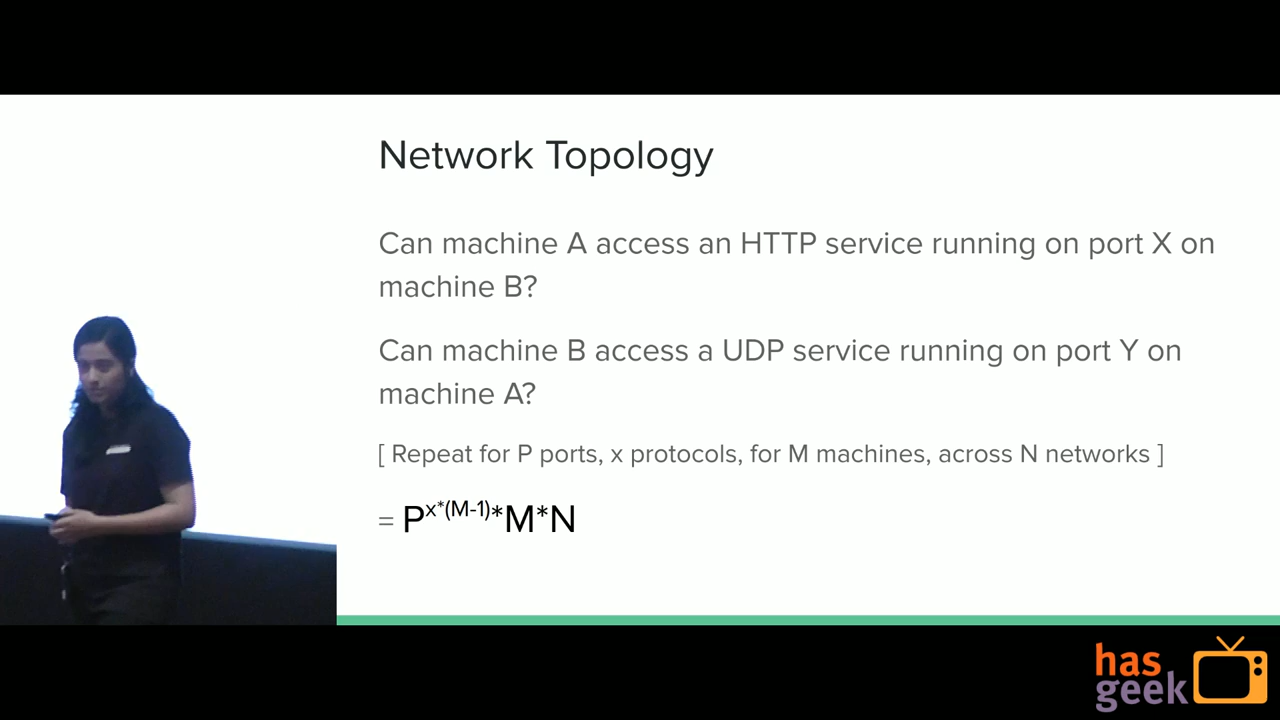 Network Topology
Can machine A access an HTTP service running on port X on
machine B?
Can machine B access a UDP service running on port Y on
machine A?
[ Repeat for P ports, x protocols, for M machines, across N networks ]
= P^x*(M-1)*M*N
has
geek